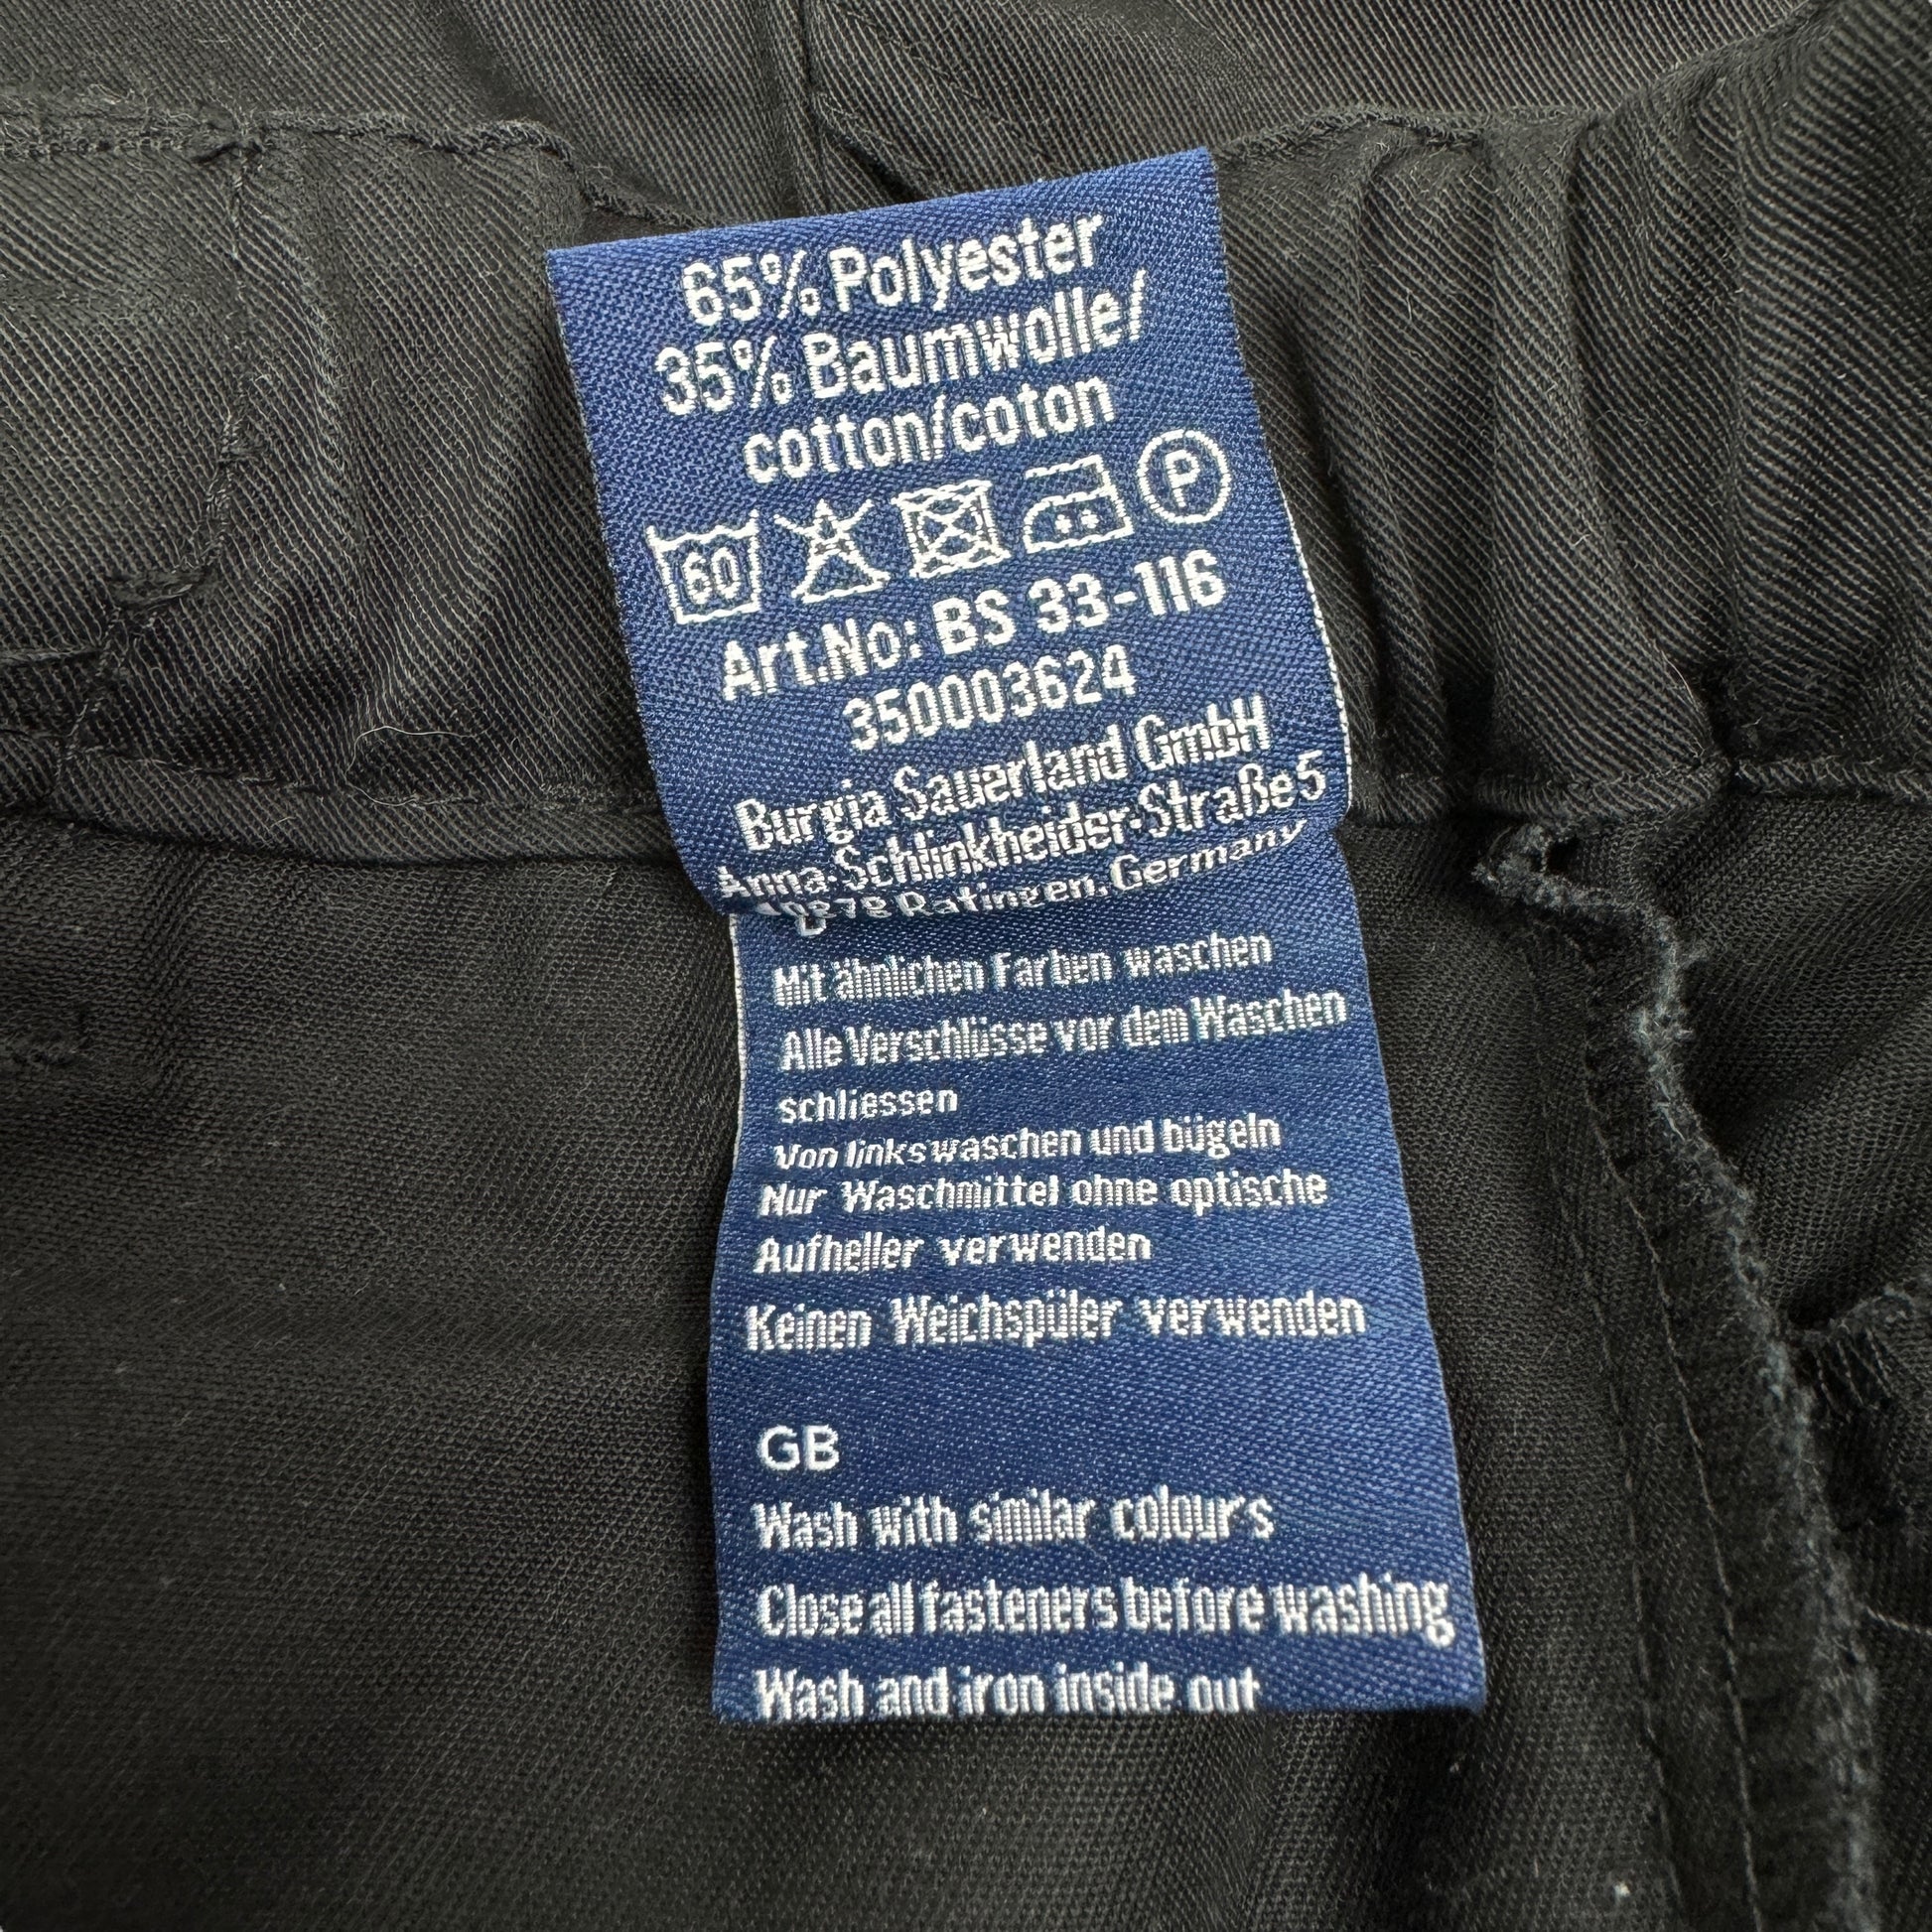 65% Polyester
35% Baumwolle/
cotton/coton
60 P
Art.No: BS 33-116
350003624
Burgia Sauerland GmbH
Anna-Schlinkheider-Straße 5
40878 Ratingen, Germany
Mit ähnlichen Farben waschen
Alle Verschlüsse vor dem Waschen
schliessen
Von links waschen und bügeln
Nur Waschmittel ohne optische
Aufheller verwenden
Keinen Weichspüler verwenden
GB
Wash with similar colours
Close all fasteners before washing
Wash and iron inside out